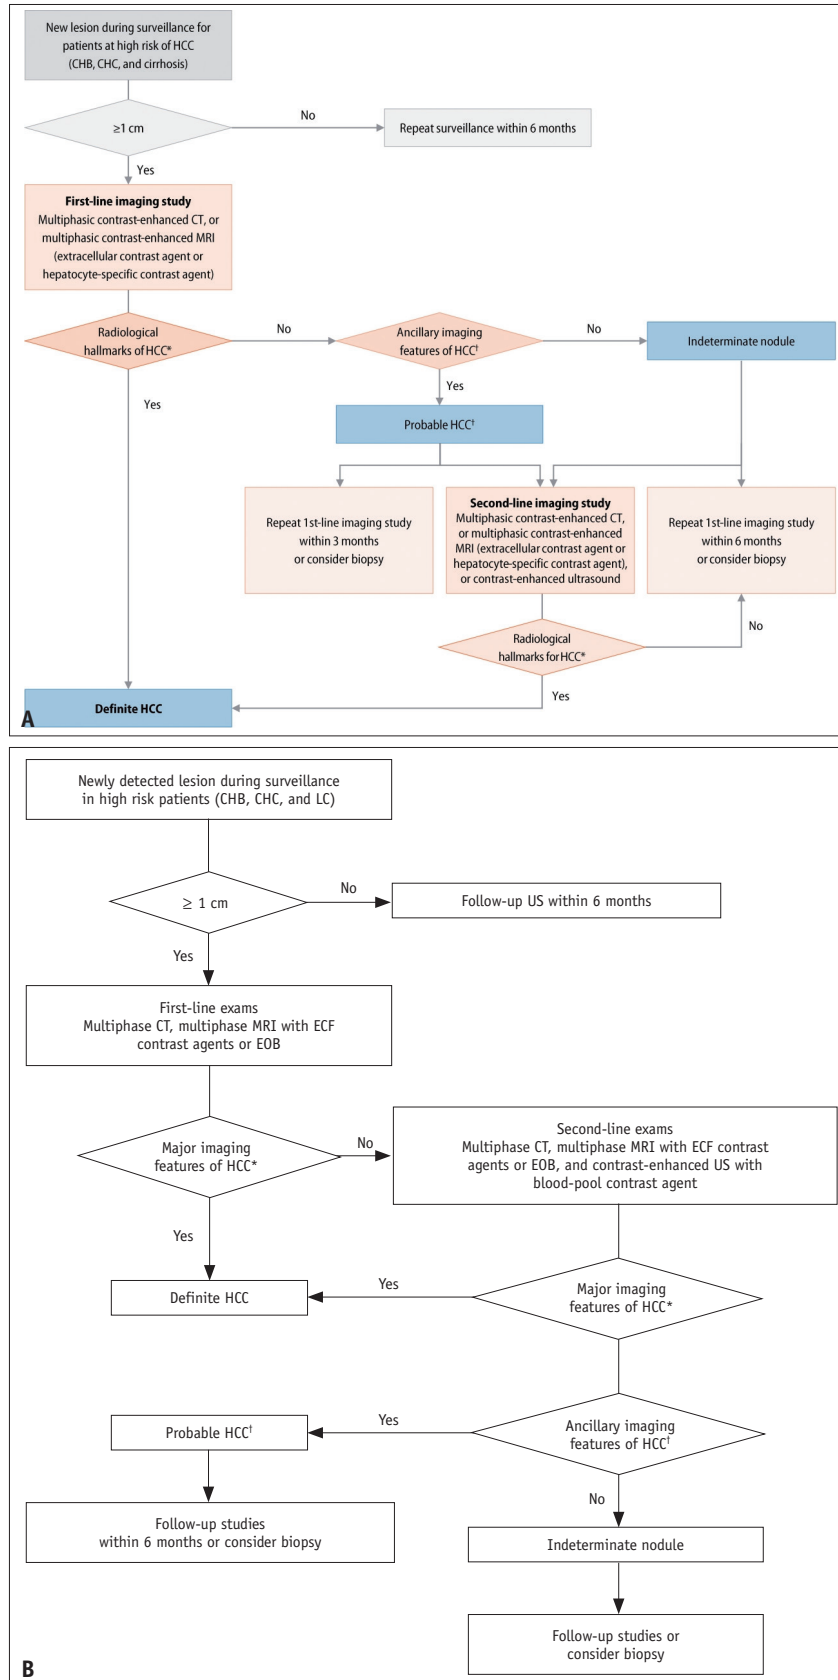 New lesion during surveillance for
patients at high risk of HCC
(CHB, CHC, and cirrhosis)
≥1 cm
No
Repeat surveillance within 6 months
Yes
First-line imaging study
Multiphasic contrast-enhanced CT, or
multiphasic contrast-enhanced MRI
(extracellular contrast agent or
hepatocyte-specific contrast agent)
Radiological
hallmarks of HCC*
No
Ancillary imaging
features of HCC†
No
Indeterminate nodule
Yes
Yes
Probable HCC†
Repeat 1st-line imaging study
within 3 months
or consider biopsy
Second-line imaging study
Multiphasic contrast-enhanced CT,
or multiphasic contrast-enhanced
MRI (extracellular contrast agent or
hepatocyte-specific contrast agent),
or contrast-enhanced ultrasound
Repeat 1st-line imaging study
within 6 months
or consider biopsy
Radiological
hallmarks for HCC*
No
Yes
Definite HCC
A
Newly detected lesion during surveillance
in high risk patients (CHB, CHC, and LC)
≥ 1 cm
No
Follow-up US within 6 months
Yes
First-line exams
Multiphase CT, multiphase MRI with ECF
contrast agents or EOB
Major imaging
features of HCC*
No
Second-line exams
Multiphase CT, multiphase MRI with ECF contrast
agents or EOB, and contrast-enhanced US with
blood-pool contrast agent
Yes
Definite HCC
Yes
Major imaging
features of HCC*
Probable HCC†
Yes
Ancillary imaging
features of HCC†
No
Follow-up studies
within 6 months or consider biopsy
Indeterminate nodule
Follow-up studies or
consider biopsy
B